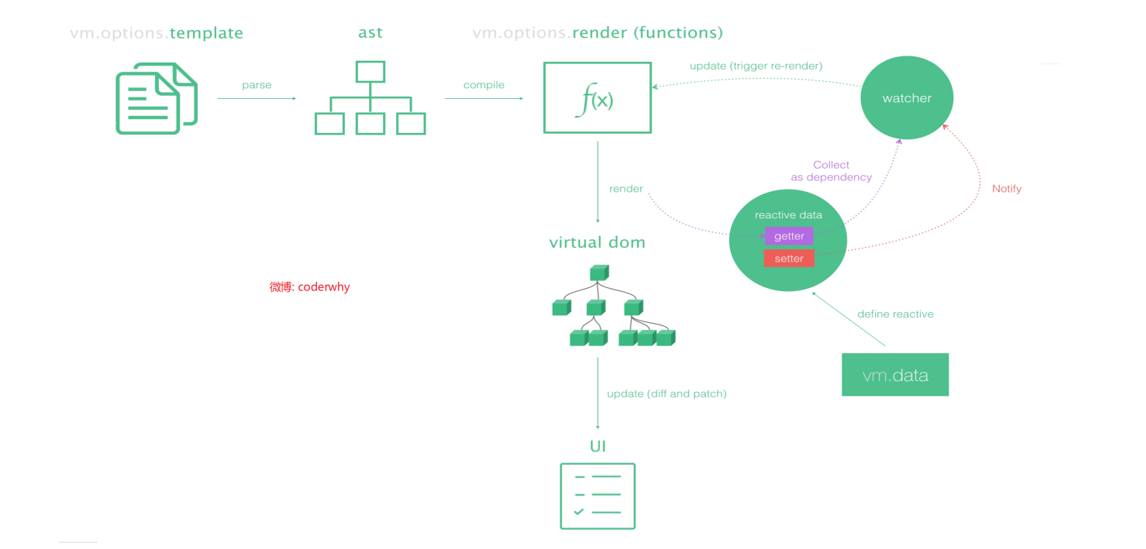 vm.options.template
ast
vm.options.render (functions)
parse
compile
f(x)
update (trigger re-render)
watcher
Collect
as dependency
Notify
render
reactive data
getter
setter
virtual dom
微博: coderwhy
define reactive
vm.data
update (diff and patch)
UI